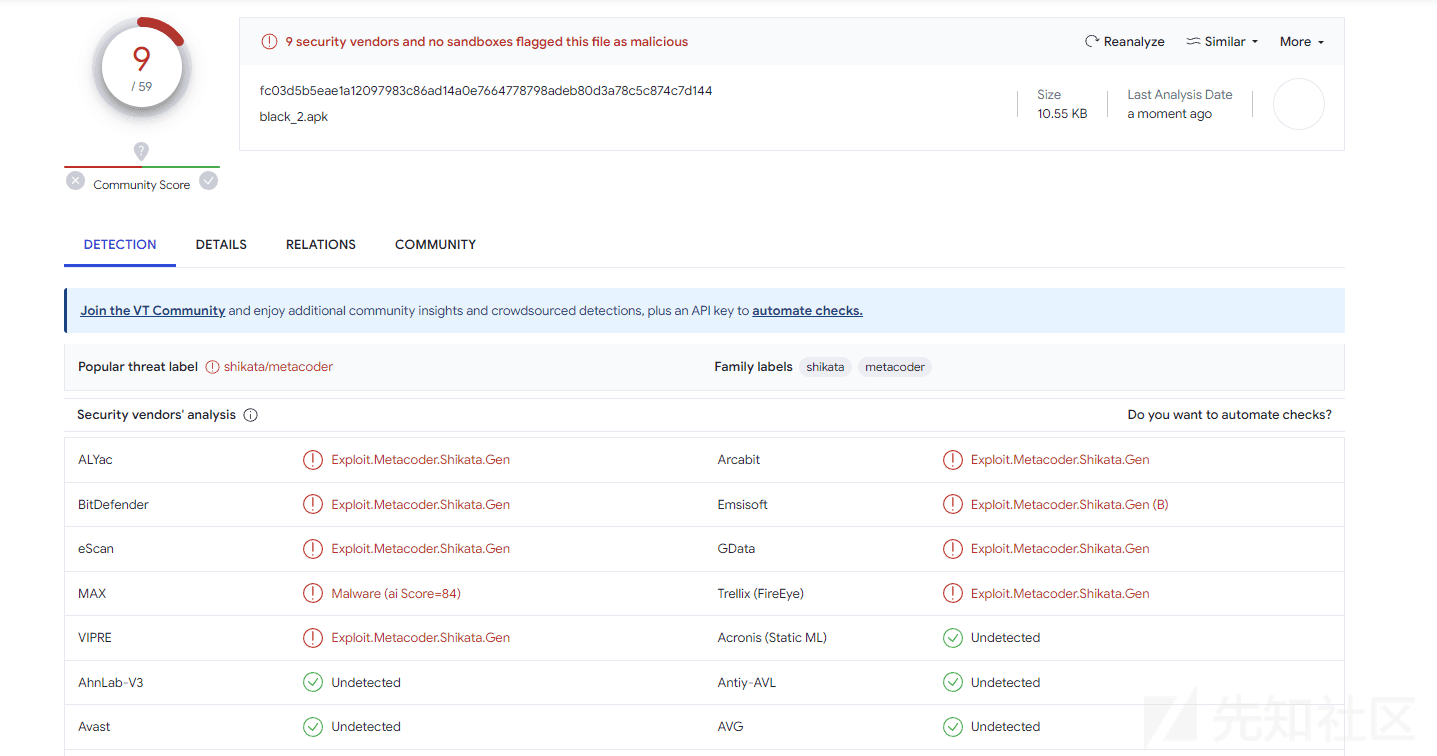 9
/ 59
Community Score
9 security vendors and no sandboxes flagged this file as malicious
Reanalyze
Similar
More
fc03d5b5eae1a12097983c86ad14a0e7664778798adeb80d3a78c5c874c7d144
black_2.apk
Size
10.55 KB
Last Analysis Date
a moment ago
DETECTION
DETAILS
RELATIONS
COMMUNITY
Join the VT Community and enjoy additional community insights and crowdsourced detections, plus an API key to automate checks.
Popular threat label shikata/metacoder
Family labels shikata metacoder
Security vendors' analysis
Do you want to automate checks?
ALYac Exploit.Metacoder.Shikata.Gen Arcabit Exploit.Metacoder.Shikata.Gen
BitDefender Exploit.Metacoder.Shikata.Gen Emsisoft Exploit.Metacoder.Shikata.Gen (B)
eScan Exploit.Metacoder.Shikata.Gen GData Exploit.Metacoder.Shikata.Gen
MAX Malware (ai Score=84) Trellix (FireEye) Exploit.Metacoder.Shikata.Gen
VIPRE Exploit.Metacoder.Shikata.Gen Acronis (Static ML) Undetected
AhnLab-V3 Undetected Antiy-AVL Undetected
Avast Undetected AVG Undetected
先知社区